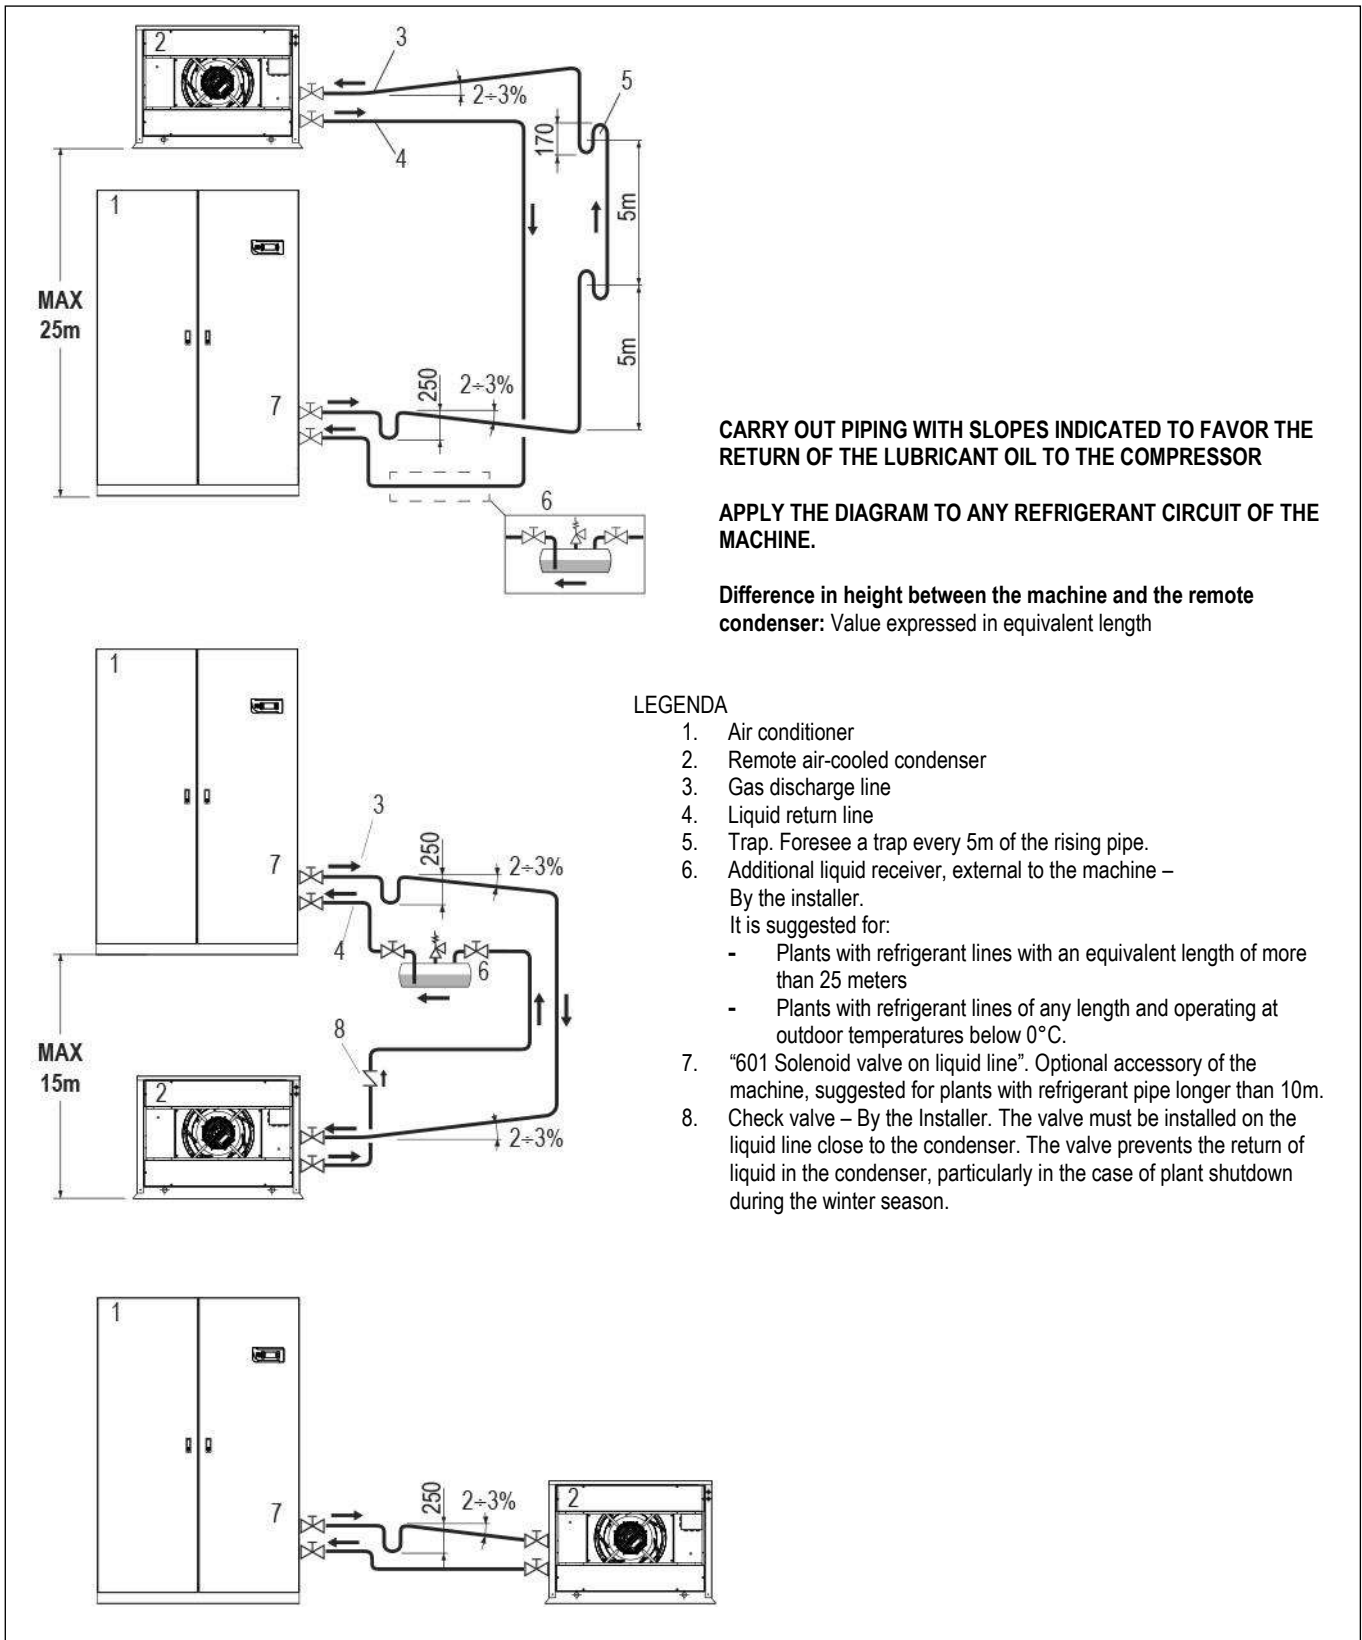 2
3
2÷3%
5
170
4
1
5m
MAX
25m
5m
250
2÷3%
7
6
CARRY OUT PIPING WITH SLOPES INDICATED TO FAVOR THE
RETURN OF THE LUBRICANT OIL TO THE COMPRESSOR
APPLY THE DIAGRAM TO ANY REFRIGERANT CIRCUIT OF THE
MACHINE.
Difference in height between the machine and the remote
condenser: Value expressed in equivalent length
1
3
250
2÷3%
7
4
6
8
MAX
15m
2
2÷3%
LEGENDA
1. Air conditioner
2. Remote air-cooled condenser
3. Gas discharge line
4. Liquid return line
5. Trap. Foresee a trap every 5m of the rising pipe.
6. Additional liquid receiver, external to the machine –
By the installer.
It is suggested for:
- Plants with refrigerant lines with an equivalent length of more
than 25 meters
- Plants with refrigerant lines of any length and operating at
outdoor temperatures below 0°C.
7. “601 Solenoid valve on liquid line”. Optional accessory of the
machine, suggested for plants with refrigerant pipe longer than 10m.
8. Check valve – By the Installer. The valve must be installed on the
liquid line close to the condenser. The valve prevents the return of
liquid in the condenser, particularly in the case of plant shutdown
during the winter season.
1
7
250
2÷3%
2